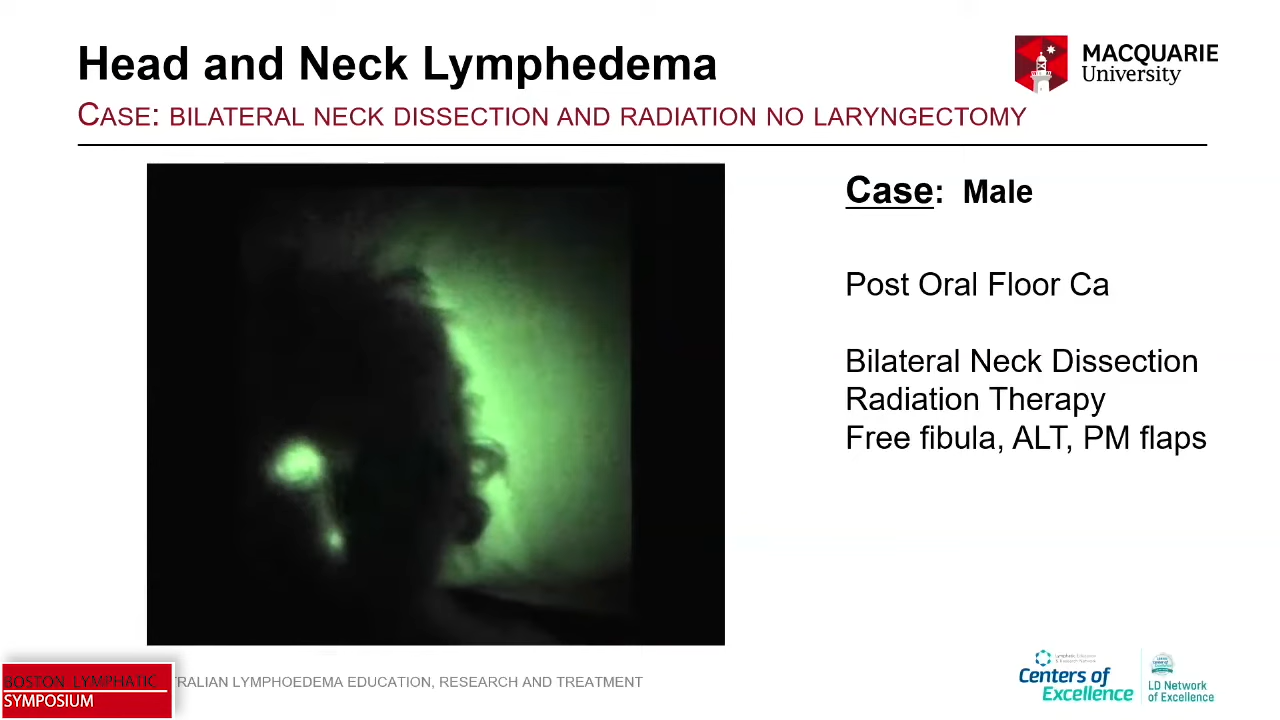 Head and Neck Lymphedema
CASE: BILATERAL NECK DISSECTION AND RADIATION NO LARYNGECTOMY
MACQUARIE
University
Case: Male
Post Oral Floor Ca
Bilateral Neck Dissection
Radiation Therapy
Free fibula, ALT, PM flaps
BOSTON LYMPHATIC
SYMPOSIUM
TRALIAN LYMPHOEDEMA EDUCATION, RESEARCH AND TREATMENT
Centers of
Excellence
LD Network
of Excellence